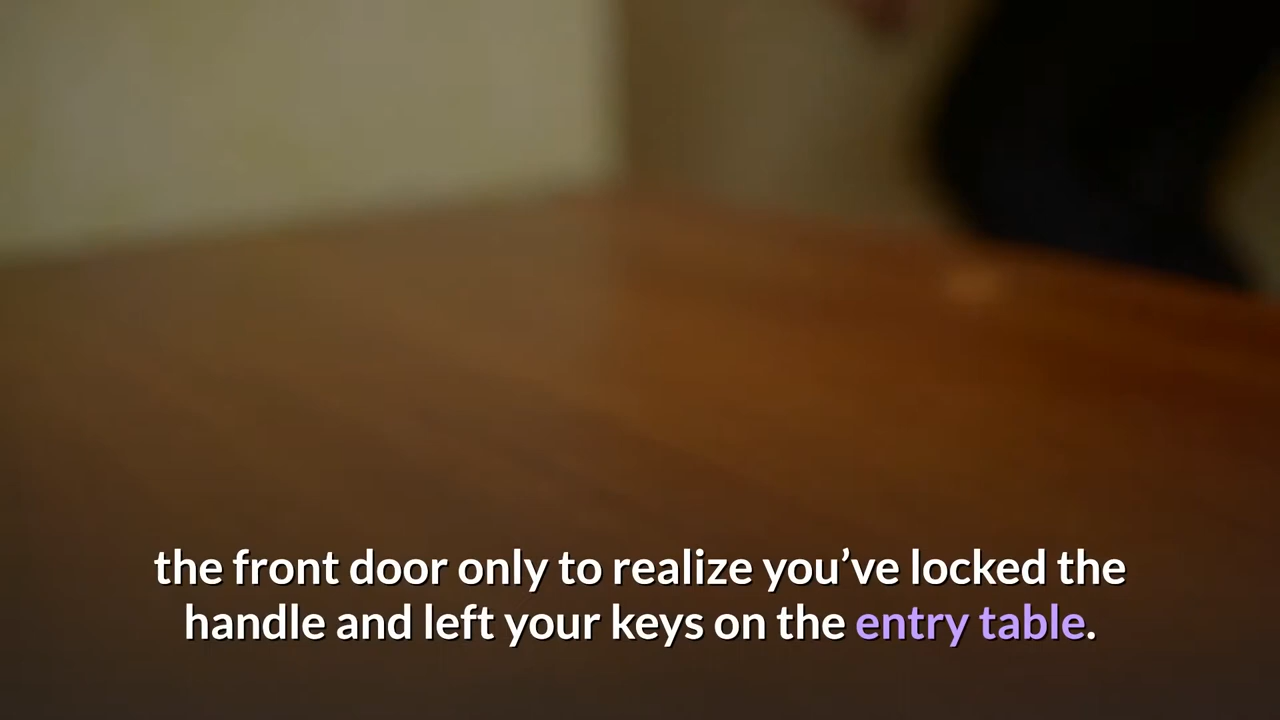 the front door only to realize you’ve locked the
handle and left your keys on the entry table.